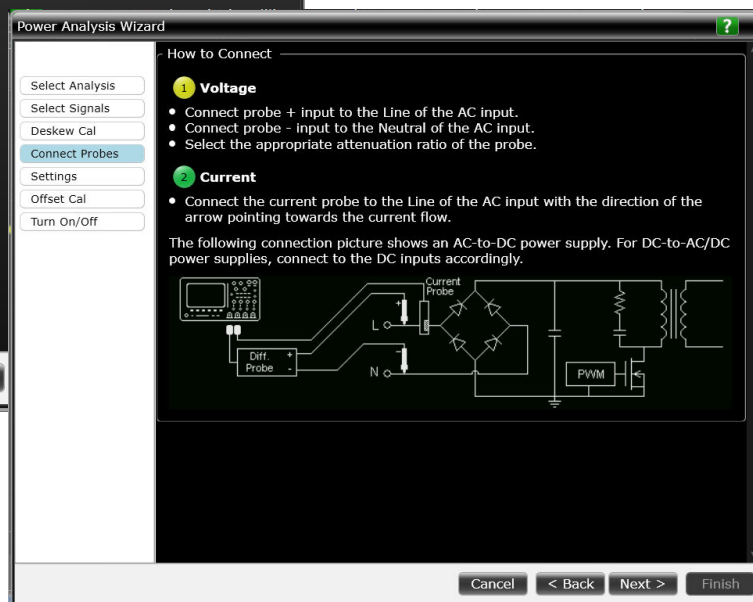 Power Analysis Wizard
?
Select Analysis
Select Signals
Deskew Cal
Connect Probes
Settings
Offset Cal
Turn On/Off
How to Connect
1 Voltage
• Connect probe + input to the Line of the AC input.
• Connect probe - input to the Neutral of the AC input.
• Select the appropriate attenuation ratio of the probe.
2 Current
• Connect the current probe to the Line of the AC input with the direction of the
arrow pointing towards the current flow.
The following connection picture shows an AC-to-DC power supply. For DC-to-AC/DC
power supplies, connect to the DC inputs accordingly.
Current
Probe
+
L
Diff. +
Probe -
-
N
PWM
Cancel
< Back
Next >
Finish